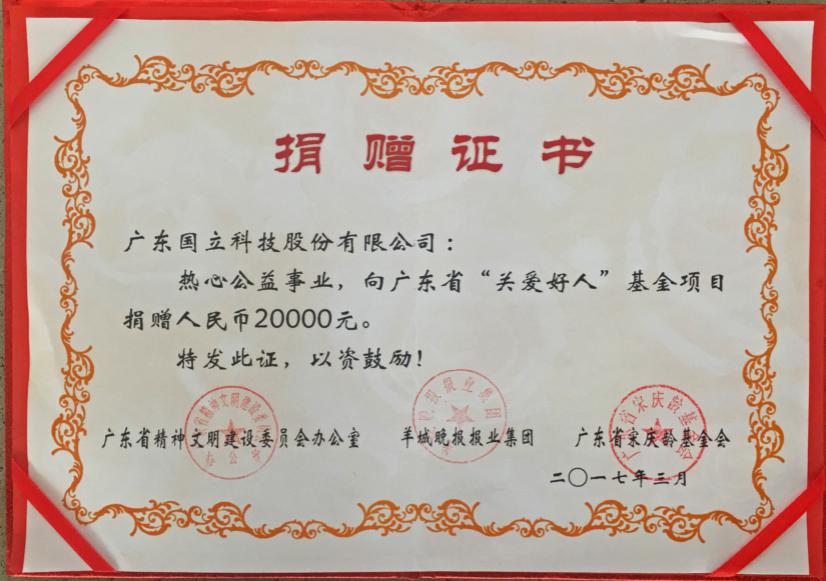 捐赠证书
广东国立科技股份有限公司：
热心公益事业，向广东省“关爱好人”基金项目
捐赠人民币20000元。
特发此证，以资鼓励！
广东省精神文明建设委员会办公室 羊城晚报报业集团 广东省宋庆龄基金会
二〇一七年三月